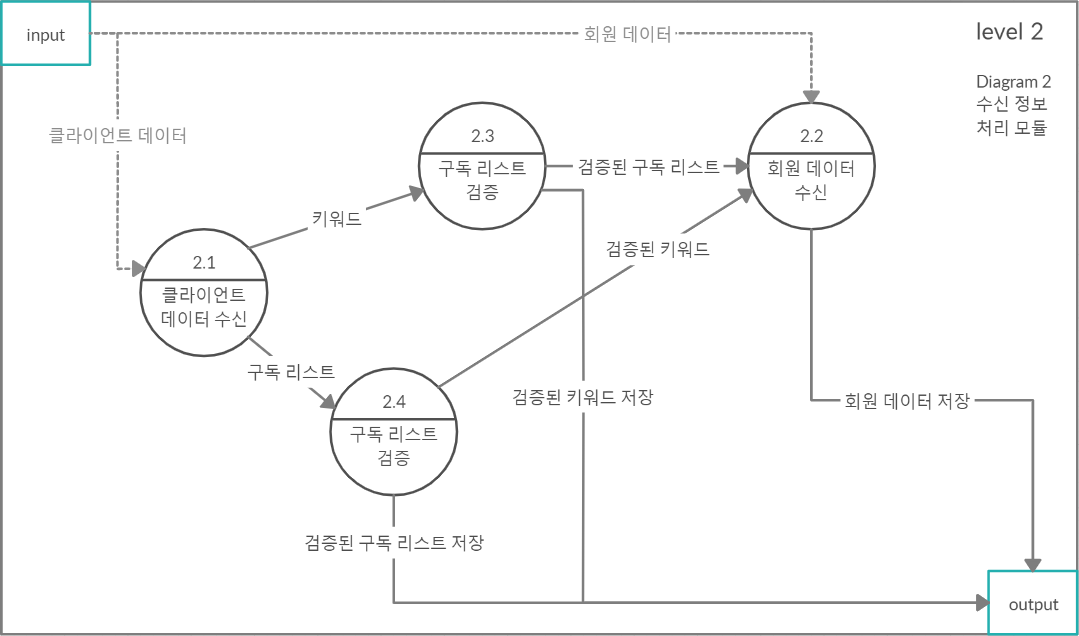 input
회원 데이터
level 2
Diagram 2
수신 정보
처리 모듈
클라이언트 데이터
2.3
구독 리스트
검증
검증된 구독 리스트
2.2
회원 데이터
수신
키워드
검증된 키워드
2.1
클라이언트
데이터 수신
구독 리스트
2.4
구독 리스트
검증
검증된 키워드 저장
회원 데이터 저장
검증된 구독 리스트 저장
output